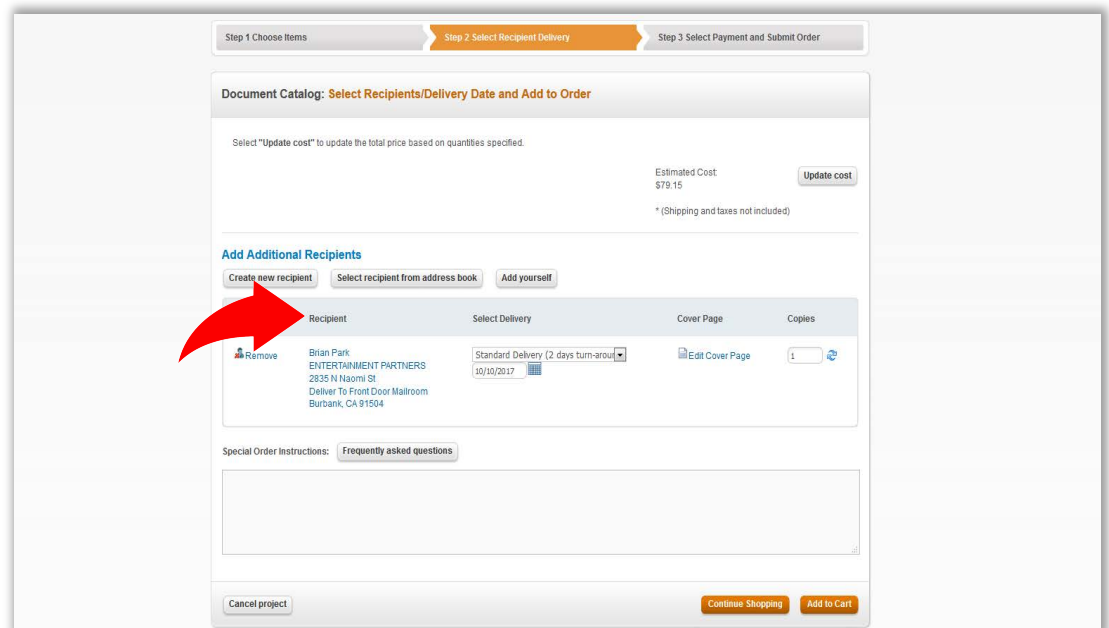 Step 1 Choose Items
Step 2 Select Recipient Delivery
Step 3 Select Payment and Submit Order
Document Catalog: Select Recipients/Delivery Date and Add to Order
Select "Update cost" to update the total price based on quantities specified.
Estimated Cost:
$79.15
Update cost
* (Shipping and taxes not included)
Add Additional Recipients
Create new recipient
Select recipient from address book
Add yourself
Recipient
Select Delivery
Cover Page
Copies
Remove
Brian Park
ENTERTAINMENT PARTNERS
2835 N Naomi St
Deliver To Front Door Mailroom
Burbank, CA 91504
Standard Delivery (2 days turn-arour
10/10/2017
Edit Cover Page
1
Special Order Instructions:
Frequently asked questions
Cancel project
Continue Shopping
Add to Cart